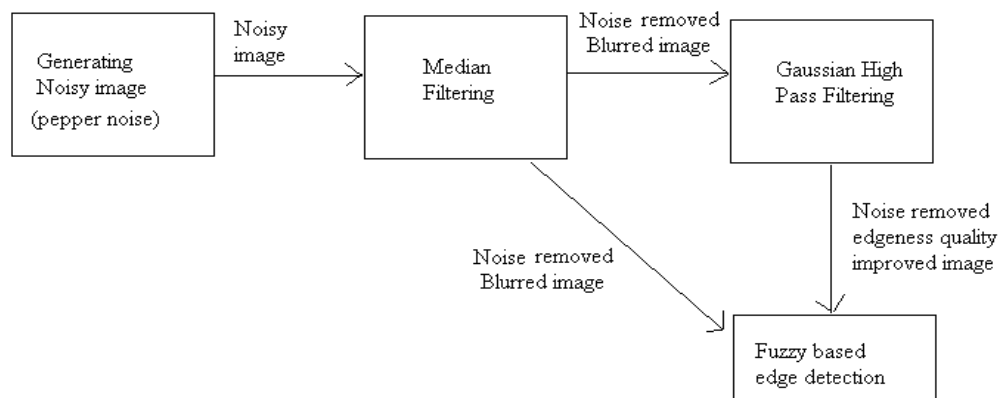 Generating
Noisy image
(pepper noise)
Noisy
image
Median
Filtering
Noise removed
Blurred image
Gaussian High
Pass Filtering
Noise removed
Blurred image
Noise removed
edgeness quality
improved image
Fuzzy based
edge detection